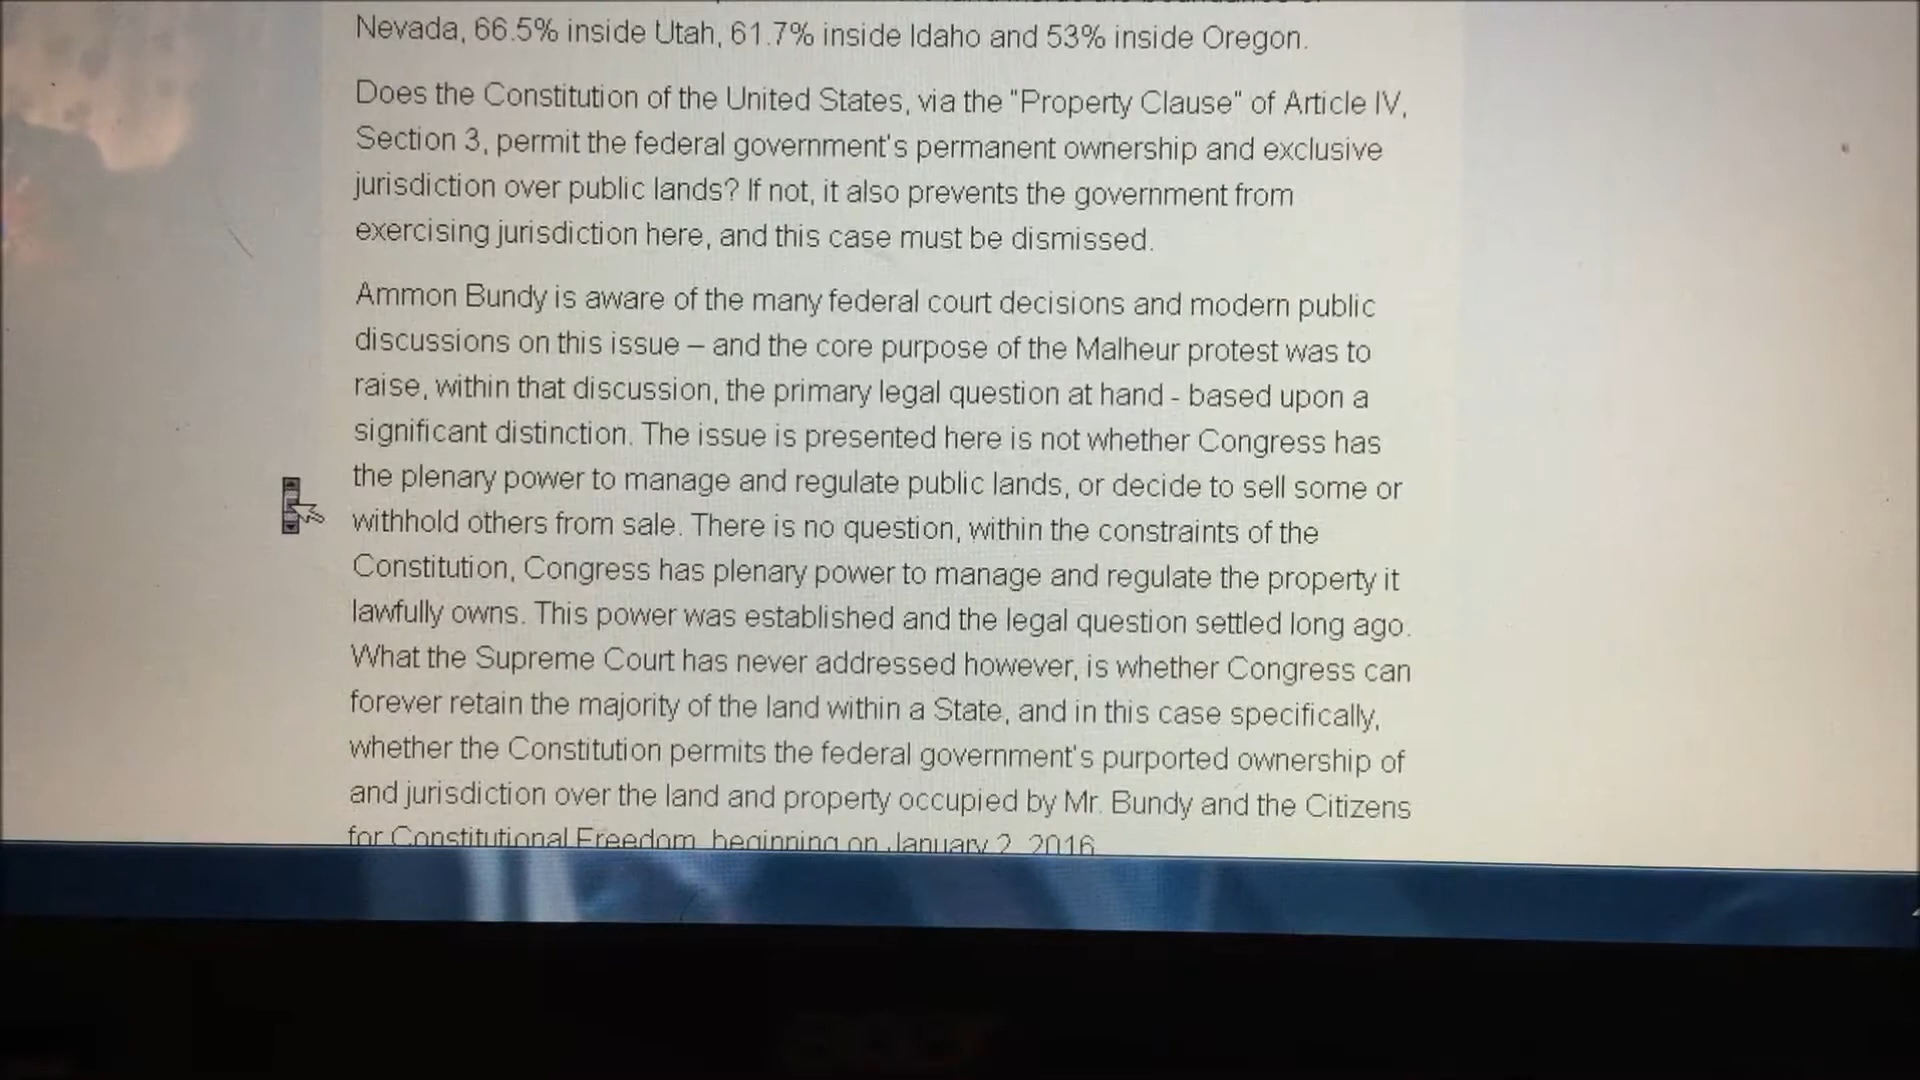 Nevada, 66.5% inside Utah, 61.7% inside Idaho and 53% inside Oregon.
Does the Constitution of the United States, via the "Property Clause" of Article IV,
Section 3, permit the federal government's permanent ownership and exclusive
jurisdiction over public lands? If not, it also prevents the government from
exercising jurisdiction here, and this case must be dismissed.
Ammon Bundy is aware of the many federal court decisions and modern public
discussions on this issue – and the core purpose of the Malheur protest was to
raise, within that discussion, the primary legal question at hand - based upon a
significant distinction. The issue is presented here is not whether Congress has
the plenary power to manage and regulate public lands, or decide to sell some or
withhold others from sale. There is no question, within the constraints of the
Constitution, Congress has plenary power to manage and regulate the property it
lawfully owns. This power was established and the legal question settled long ago.
What the Supreme Court has never addressed however, is whether Congress can
forever retain the majority of the land within a State, and in this case specifically,
whether the Constitution permits the federal government's purported ownership of
and jurisdiction over the land and property occupied by Mr. Bundy and the Citizens
for Constitutional Freedom, beginning on January 2, 2016